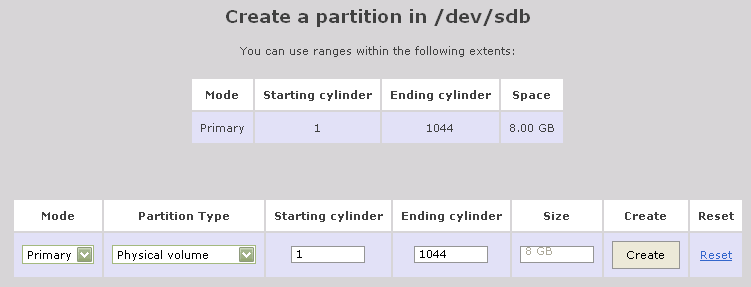 Create a partition in /dev/sdb
You can use ranges within the following extents:
Mode Starting cylinder Ending cylinder Space
Primary 1 1044 8.00 GB
Mode Partition Type Starting cylinder Ending cylinder Size Create Reset
Primary Physical volume 1 1044 8 GB Create Reset